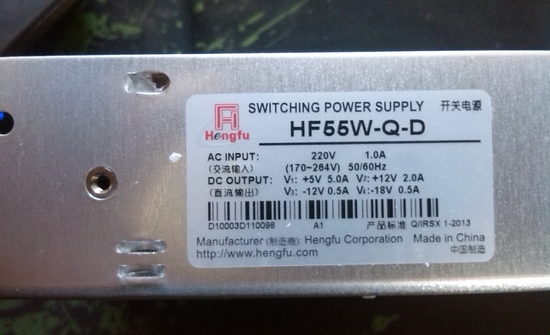 SWITCHING POWER SUPPLY 开关电源
Hengfu
HF55W-Q-D
AC INPUT: 220V 1.0A
(交流输入) (170~264V) 50/60Hz
DC OUTPUT: V1: +5V 5.0A V2: +12V 2.0A
(直流输出) V3: -12V 0.5A V4: -18V 0.5A
D10003D110098 A1 产品标准 Q/IRSX 1-2013
Manufacturer (制造商): Hengfu Corporation Made in China
http://www.hengfu.com 中国制造